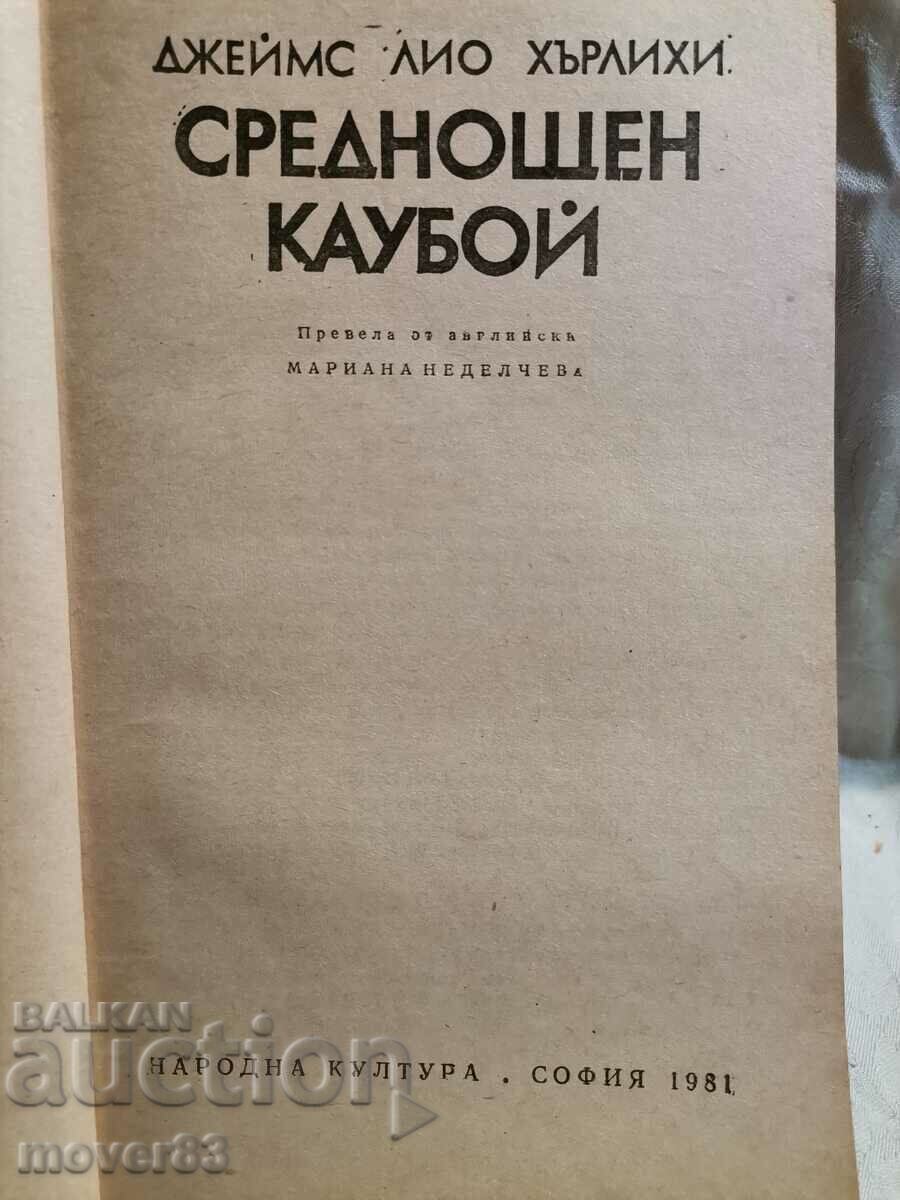 ДЖЕЙМС ЛИО ХЪРЛИХИ
СРЕДНОЩЕН
КАУБОЙ
Превела от английски
МАРИАНА НЕДЕЛЧЕВА
НАРОДНА КУЛТУРА . СОФИЯ 1981
BALKAN
auction
mover83